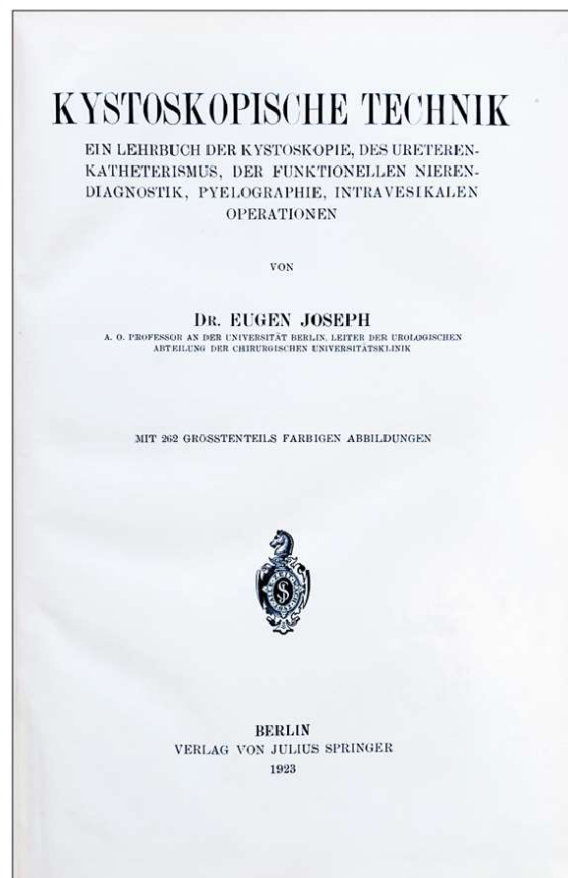 KYSTOSKOPISCHE TECHNIK
EIN LEHRBUCH DER KYSTOSKOPIE, DES URETEREN-
KATHETERISMUS, DER FUNKTIONELLEN NIEREN-
DIAGNOSTIK, PYELOGRAPHIE, INTRAVESIKALEN
OPERATIONEN
VON
DR. EUGEN JOSEPH
A. O. PROFESSOR AN DER UNIVERSITÄT BERLIN, LEITER DER UROLOGISCHEN
ABTEILUNG DER CHIRURGISCHEN UNIVERSITÄTSKLINIK
MIT 262 GRÖSSTENTEILS FARBIGEN ABBILDUNGEN
BERLIN
VERLAG VON JULIUS SPRINGER
1923